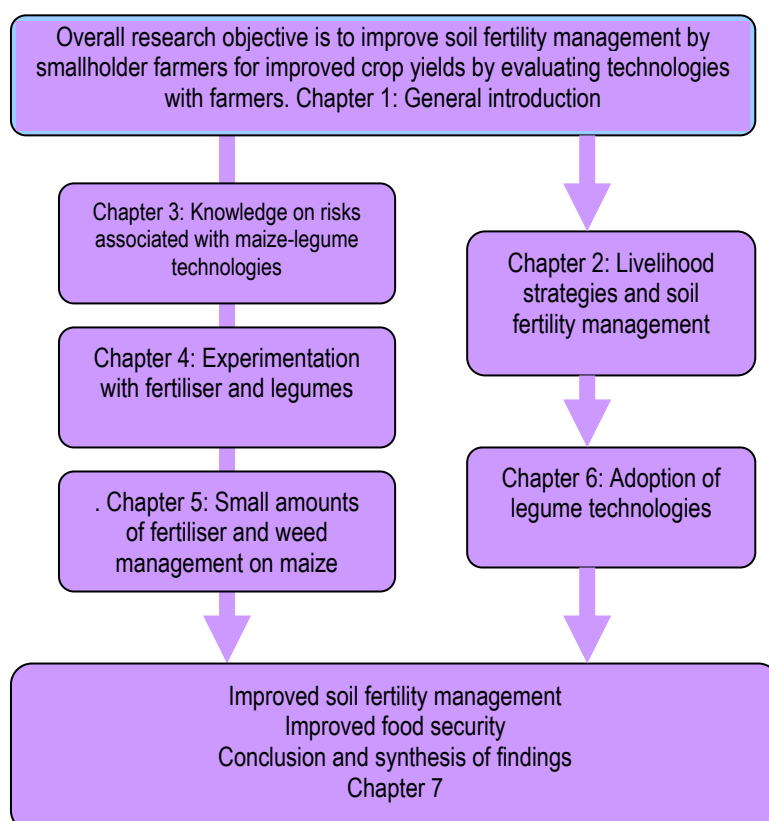 Overall research objective is to improve soil fertility management by
smallholder farmers for improved crop yields by evaluating technologies
with farmers. Chapter 1: General introduction
Chapter 3: Knowledge on risks
associated with maize-legume
technologies
Chapter 4: Experimentation
with fertiliser and legumes
. Chapter 5: Small amounts
of fertiliser and weed
management on maize
Chapter 2: Livelihood
strategies and soil
fertility management
Chapter 6: Adoption of
legume technologies
Improved soil fertility management
Improved food security
Conclusion and synthesis of findings
Chapter 7